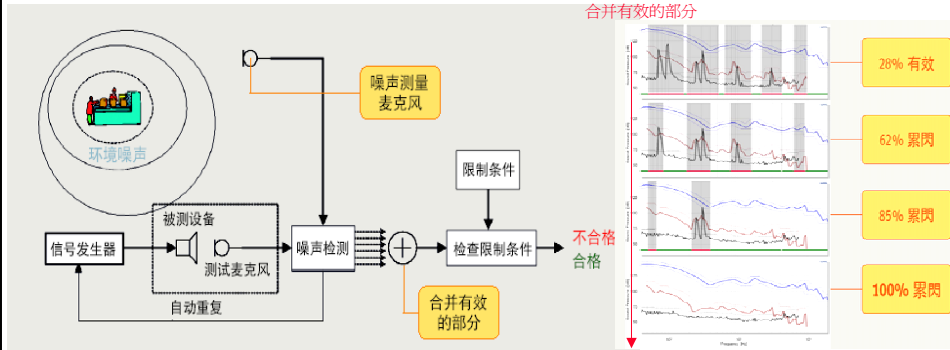 合并有效的部分
环境噪声
噪声测量
麦克风
限制条件
被测设备
信号发生器
测试麦克风
噪声检测
检查限制条件
不合格
合格
自动重复
合并有效
的部分
28% 有效
62% 累閃
85% 累閃
100% 累閃